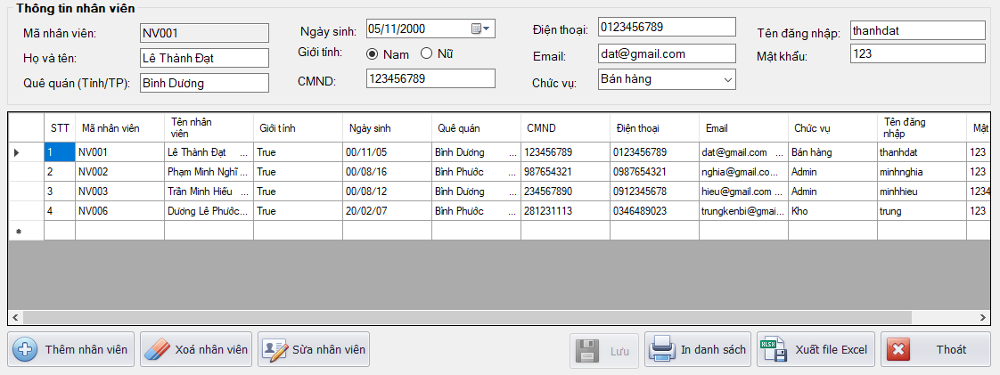 Thông tin nhân viên
Mã nhân viên: NV001 Ngày sinh: 05/11/2000 Điện thoại: 0123456789 Tên đăng nhập: thanhdat
Họ và tên: Lê Thành Đạt Giới tính: Nam Nữ Email: dat@gmail.com Mật khẩu: 123
Quê quán (Tỉnh/TP): Bình Dương CMND: 123456789 Chức vụ: Bán hàng
STT Mã nhân viên Tên nhân viên Giới tính Ngày sinh Quê quán CMND Điện thoại Email Chức vụ Tên đăng nhập Mật
1 NV001 Lê Thành Đạt ... True 00/11/05 Bình Dương ... 123456789 0123456789 dat@gmail.com ... Bán hàng thanhdat 123
2 NV002 Phạm Minh Nghĩ... True 00/08/16 Bình Phước ... 987654321 0987654321 nghia@gmail.co... Admin minhnghia 123
3 NV003 Trần Minh Hiếu ... True 00/08/12 Bình Dương ... 234567890 0912345678 hieu@gmail.com ... Admin minhhieu 1234
4 NV006 Dương Lê Phước... True 20/02/07 Bình Phước ... 281231113 0346489023 trungkenbi@gmai... Kho trung 123
Thêm nhân viên Xoá nhân viên Sửa nhân viên Lưu In danh sách XLSX Xuất file Excel Thoát